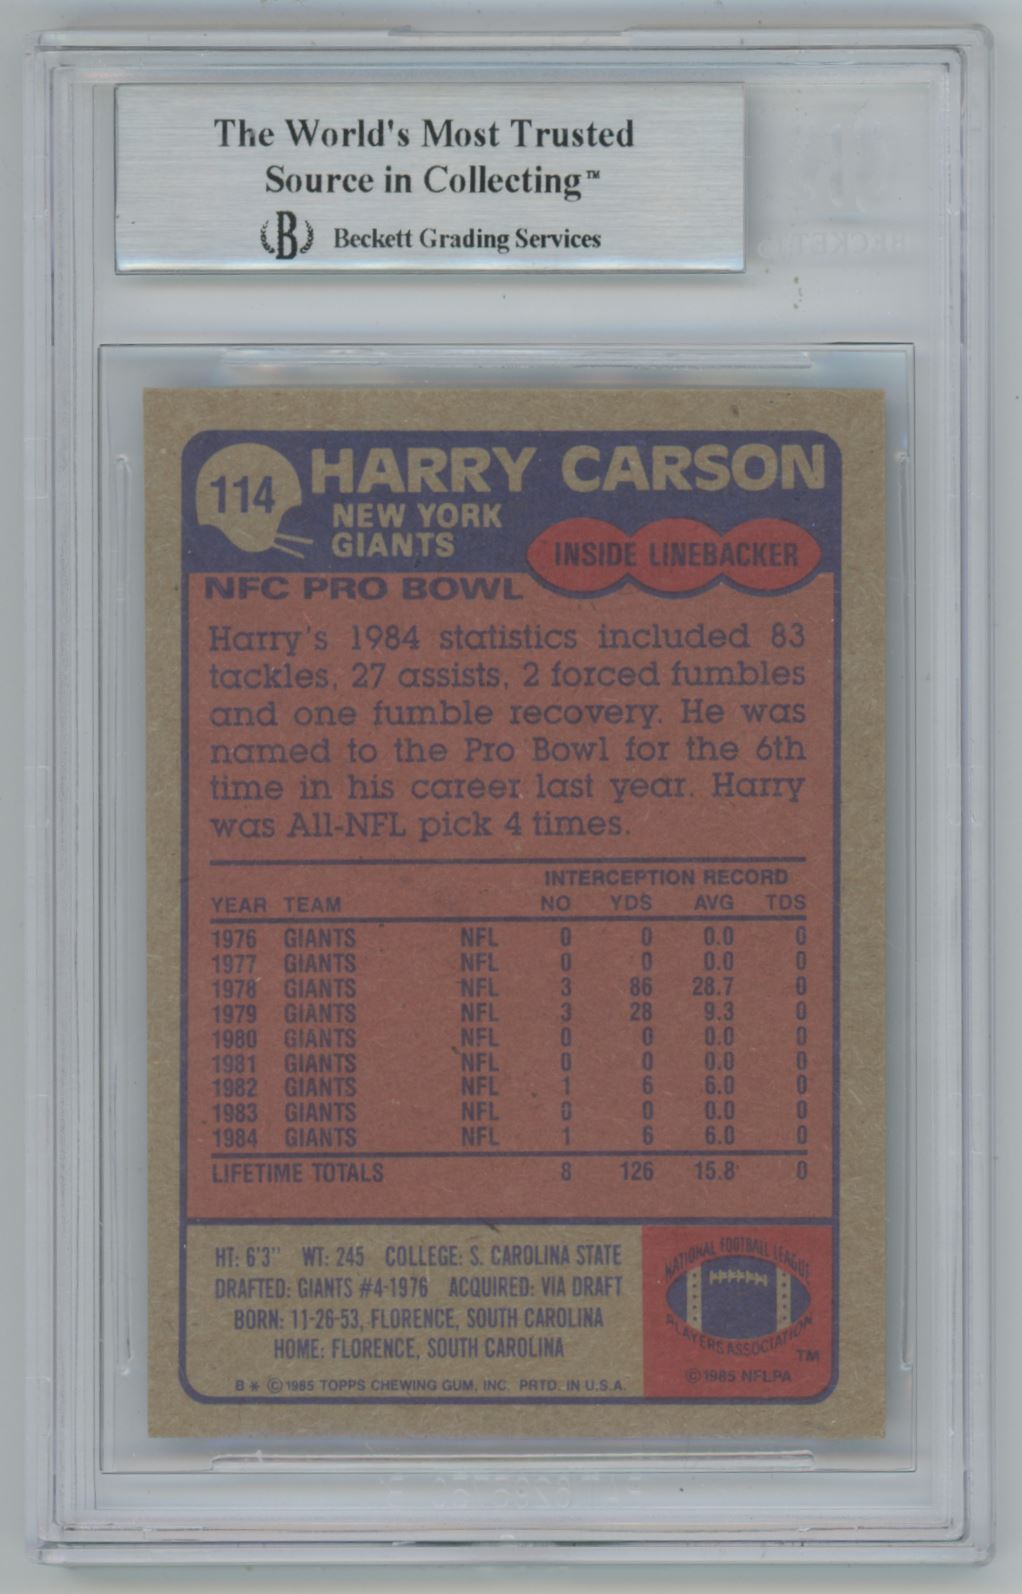 The World's Most Trusted
Source in Collecting™
B Beckett Grading Services
114
HARRY CARSON
NEW YORK
GIANTS
INSIDE LINEBACKER
NFC PRO BOWL
Harry's 1984 statistics included 83
tackles, 27 assists, 2 forced fumbles
and one fumble recovery. He was
named to the Pro Bowl for the 6th
time in his career last year. Harry
was All-NFL pick 4 times.
INTERCEPTION RECORD
YEAR TEAM NO YDS AVG TDS
1976 GIANTS NFL 0 0 0.0 0
1977 GIANTS NFL 0 0 0.0 0
1978 GIANTS NFL 3 86 28.7 0
1979 GIANTS NFL 3 28 9.3 0
1980 GIANTS NFL 0 0 0.0 0
1981 GIANTS NFL 0 0 0.0 0
1982 GIANTS NFL 1 6 6.0 0
1983 GIANTS NFL 0 0 0.0 0
1984 GIANTS NFL 1 6 6.0 0
LIFETIME TOTALS 8 126 15.8 0
HT: 6'3" WT: 245 COLLEGE: S. CAROLINA STATE
DRAFTED: GIANTS #4-1976 ACQUIRED: VIA DRAFT
BORN: 11-26-53, FLORENCE, SOUTH CAROLINA
HOME: FLORENCE, SOUTH CAROLINA
B * © 1985 TOPPS CHEWING GUM, INC. PRTD. IN U.S.A.
NATIONAL FOOTBALL LEAGUE
PLAYERS ASSOCIATION
TM
© 1985 NFLPA